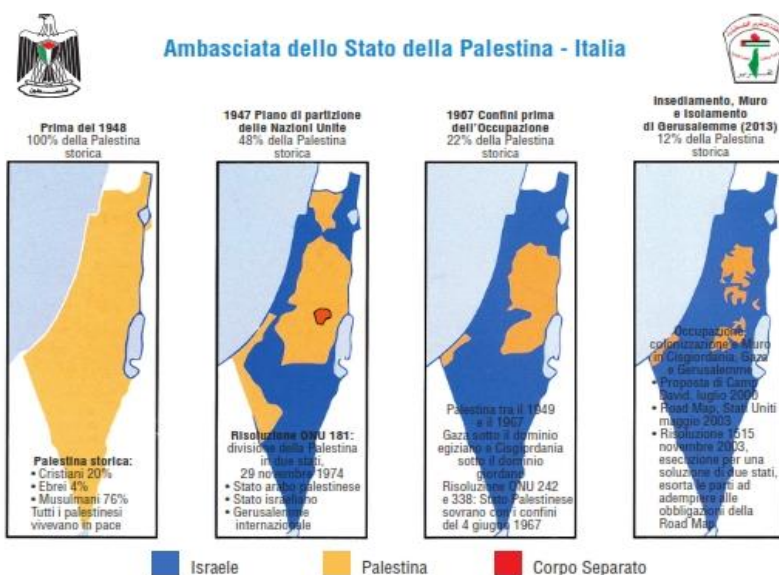 Ambasciata dello Stato della Palestina - Italia
Prima del 1948
100% della Palestina
storica
Palestina storica:
• Cristiani 20%
• Ebrei 4%
• Musulmani 76%
Tutti i palestinesi
vivevano in pace
1947 Piano di partizione
delle Nazioni Unite
48% della Palestina
storica
Risoluzione ONU 181:
divisione della Palestina
in due stati,
29 novembre 1974
• Stato arabo palestinese
• Stato israeliano
• Gerusalemme
internazionale
1967 Confini prima
dell'Occupazione
22% della Palestina
storica
Palestina tra il 1949
e il 1967
Gaza sotto il dominio
egiziano e Cisgiordania
sotto il dominio
giordano
Risoluzione ONU 242
e 338: Stato Palestinese
sovrano con i confini
del 4 giugno 1967
Insediamento, Muro
e Isolamento
di Gerusalemme (2013)
12% della Palestina
storica
Occupazione,
colonizzazione e Muro
in Cisgiordania, Gaza
e Gerusalemme
• Proposta di Camp
David, luglio 2000
• Road Map, Stati Uniti
maggio 2003
• Risoluzione 1515
novembre 2003,
esecuzione per una
soluzione di due stati,
esorta le parti ad
adempiere alle
obbligazioni della
Road Map
Israele
Palestina
Corpo Separato